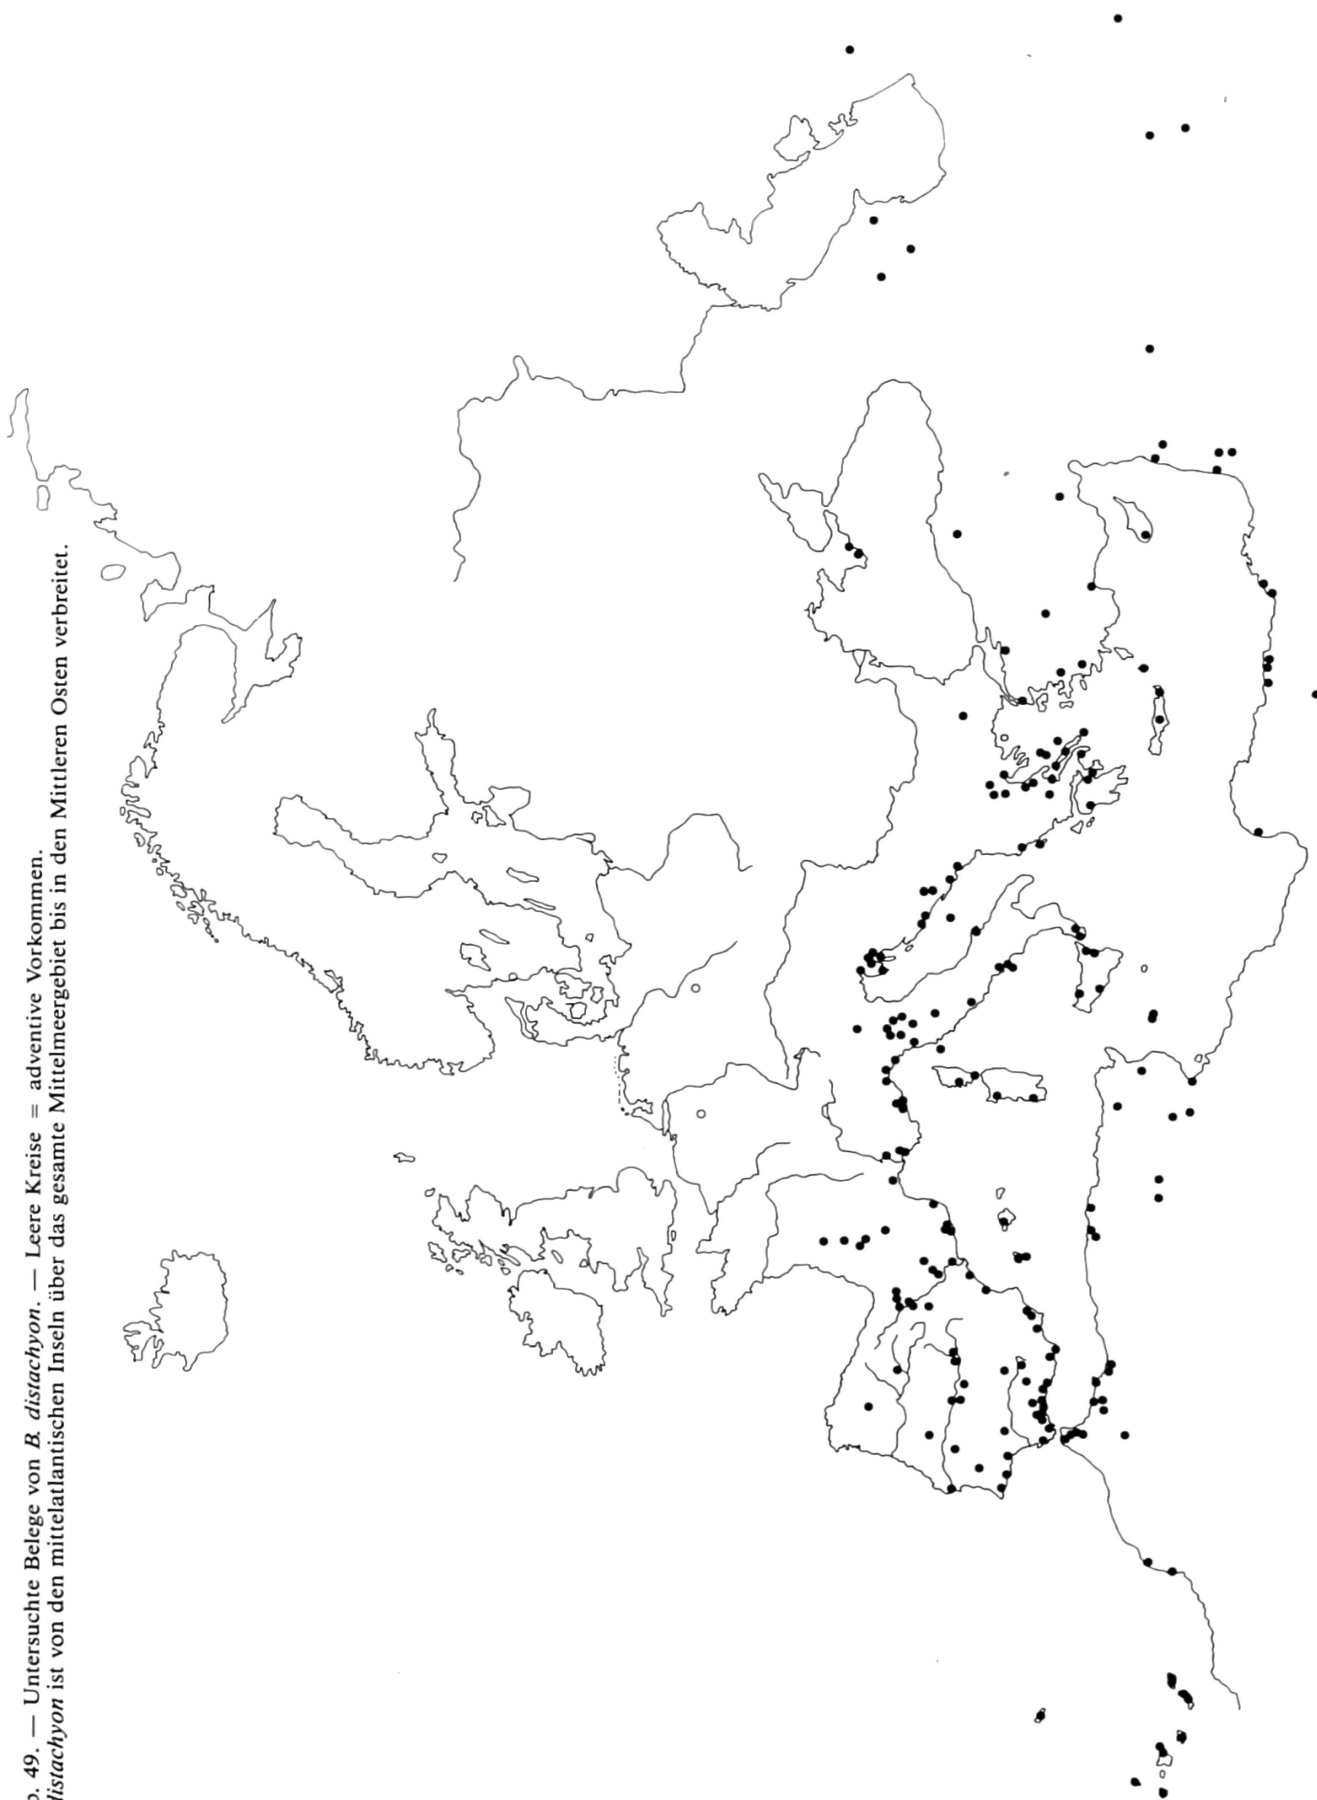 49. — Untersuchte Belege von B. distachyon. — Leere Kreise = adventive Vorkommen.
distachyon ist von den mittelatlantischen Inseln über das gesamte Mittelmeergebiet bis in den Mittleren Osten verbreitet.